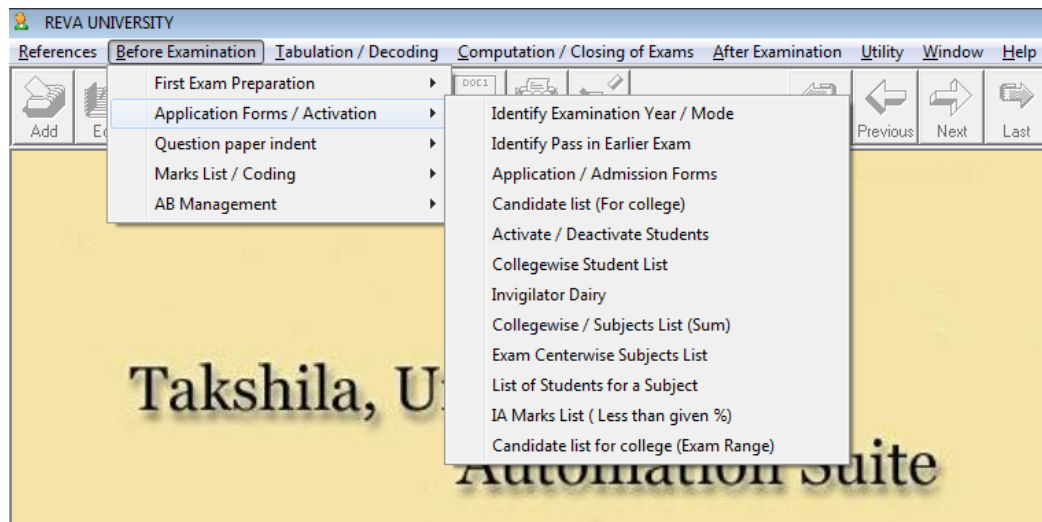 REVA UNIVERSITY
References Before Examination Tabulation / Decoding Computation / Closing of Exams After Examination Utility Window Help
First Exam Preparation
Application Forms / Activation
Question paper indent
Marks List / Coding
AB Management
DOC1
Add
Previous Next Last
Identify Examination Year / Mode
Identify Pass in Earlier Exam
Application / Admission Forms
Candidate list (For college)
Activate / Deactivate Students
Collegewise Student List
Invigilator Dairy
Collegewise / Subjects List (Sum)
Exam Centerwise Subjects List
List of Students for a Subject
IA Marks List ( Less than given %)
Candidate list for college (Exam Range)
Takshila,
Automation Suite